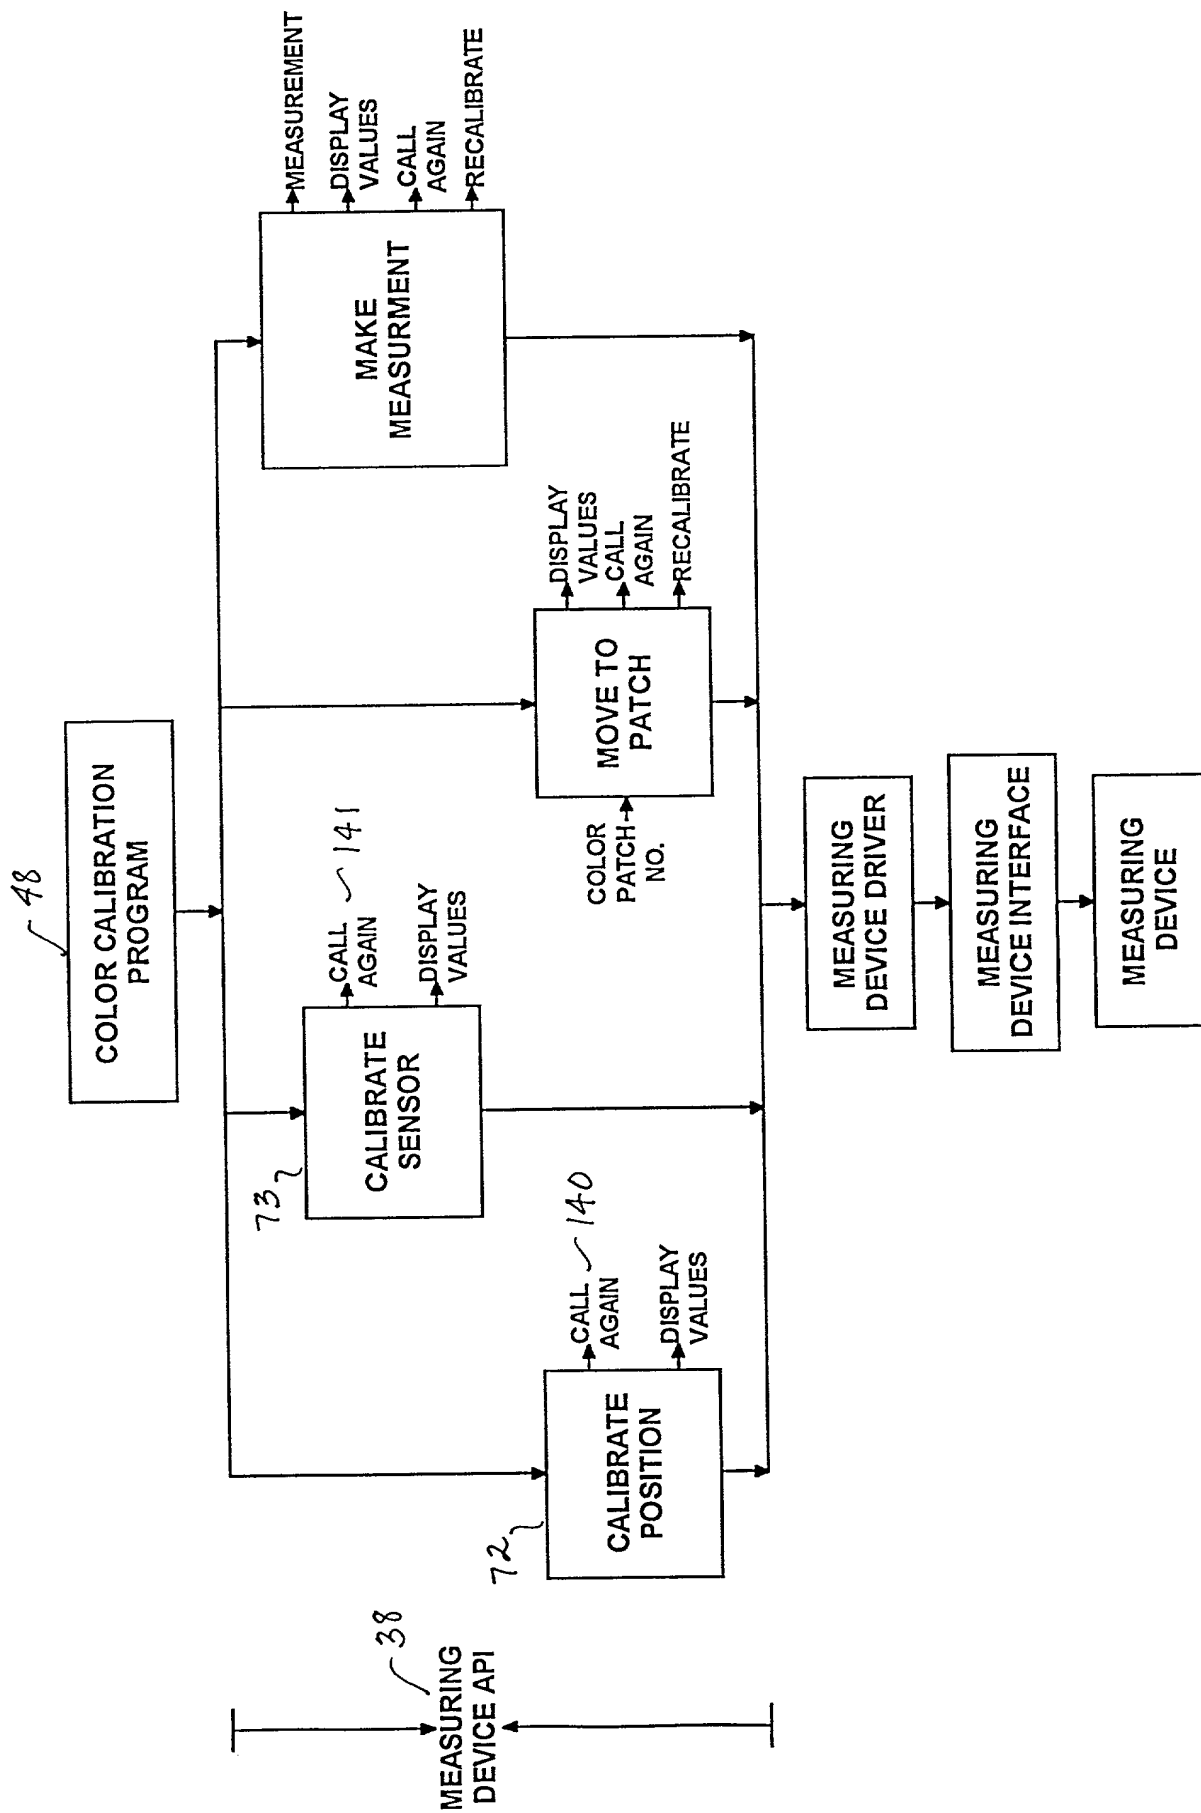 48
COLOR CALIBRATION
PROGRAM
MEASURING
DEVICE API
38
72
CALIBRATE
POSITION
CALL
AGAIN
140
DISPLAY
VALUES
73
CALIBRATE
SENSOR
CALL
AGAIN
141
DISPLAY
VALUES
COLOR
PATCH
NO.
MOVE TO
PATCH
DISPLAY
VALUES
CALL
AGAIN
RECALIBRATE
MAKE
MEASURMENT
MEASUREMENT
DISPLAY
VALUES
CALL
AGAIN
RECALIBRATE
MEASURING
DEVICE DRIVER
MEASURING
DEVICE INTERFACE
MEASURING
DEVICE